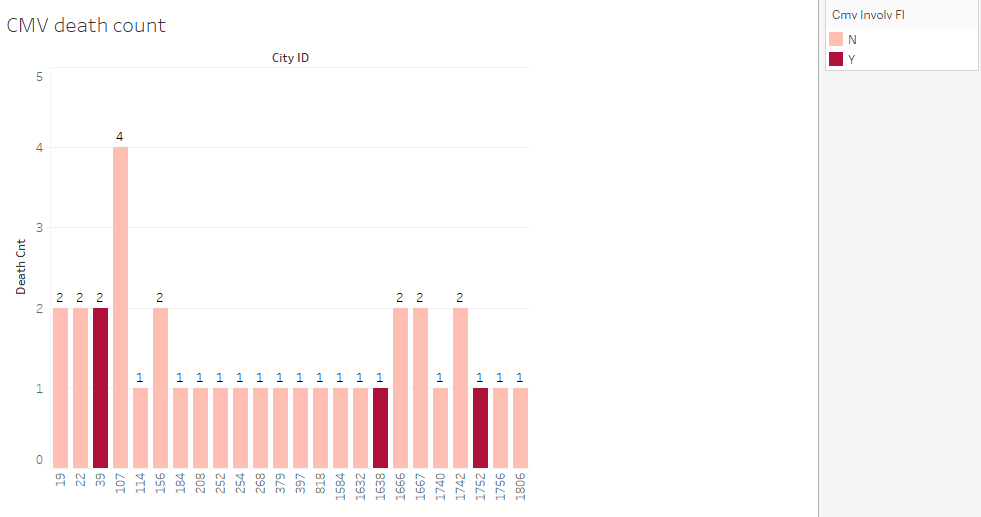 CMV death count
Cmv Involv Fl
N
Y
City ID
Death Cnt
5
4
3
2
1
0
2 2 2 4 1 2 1 1 1 1 1 1 1 1 1 1 1 2 2 1 2 1 1 1
19 22 39 107 114 156 184 208 252 254 268 379 397 818 1584 1632 1638 1666 1667 1740 1742 1752 1756 1806